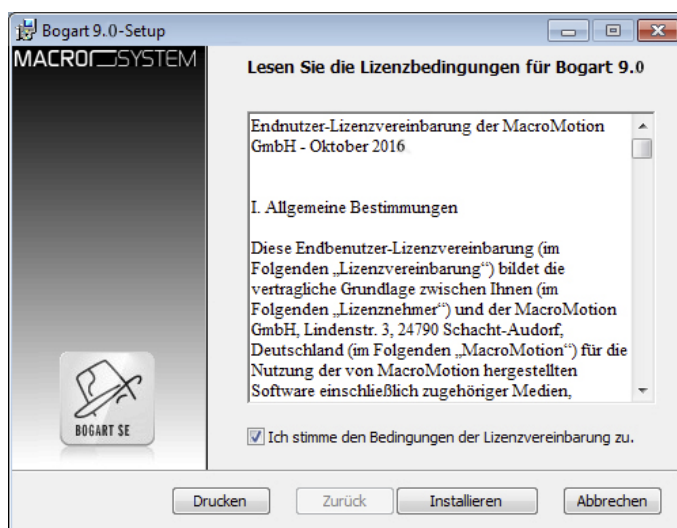 Bogart 9.0-Setup
MACROSYSTEM
Lesen Sie die Lizenzbedingungen für Bogart 9.0
Endnutzer-Lizenzvereinbarung der MacroMotion
GmbH - Oktober 2016
I. Allgemeine Bestimmungen
Diese Endbenutzer-Lizenzvereinbarung (im
Folgenden „Lizenzvereinbarung“) bildet die
vertragliche Grundlage zwischen Ihnen (im
Folgenden „Lizenznehmer“) und der MacroMotion
GmbH, Lindenstr. 3, 24790 Schacht-Audorf,
Deutschland (im Folgenden „MacroMotion“) für die
Nutzung der von MacroMotion hergestellten
Software einschließlich zugehöriger Medien,
BOGART SE
Ich stimme den Bedingungen der Lizenzvereinbarung zu.
Drucken
Zurück
Installieren
Abbrechen